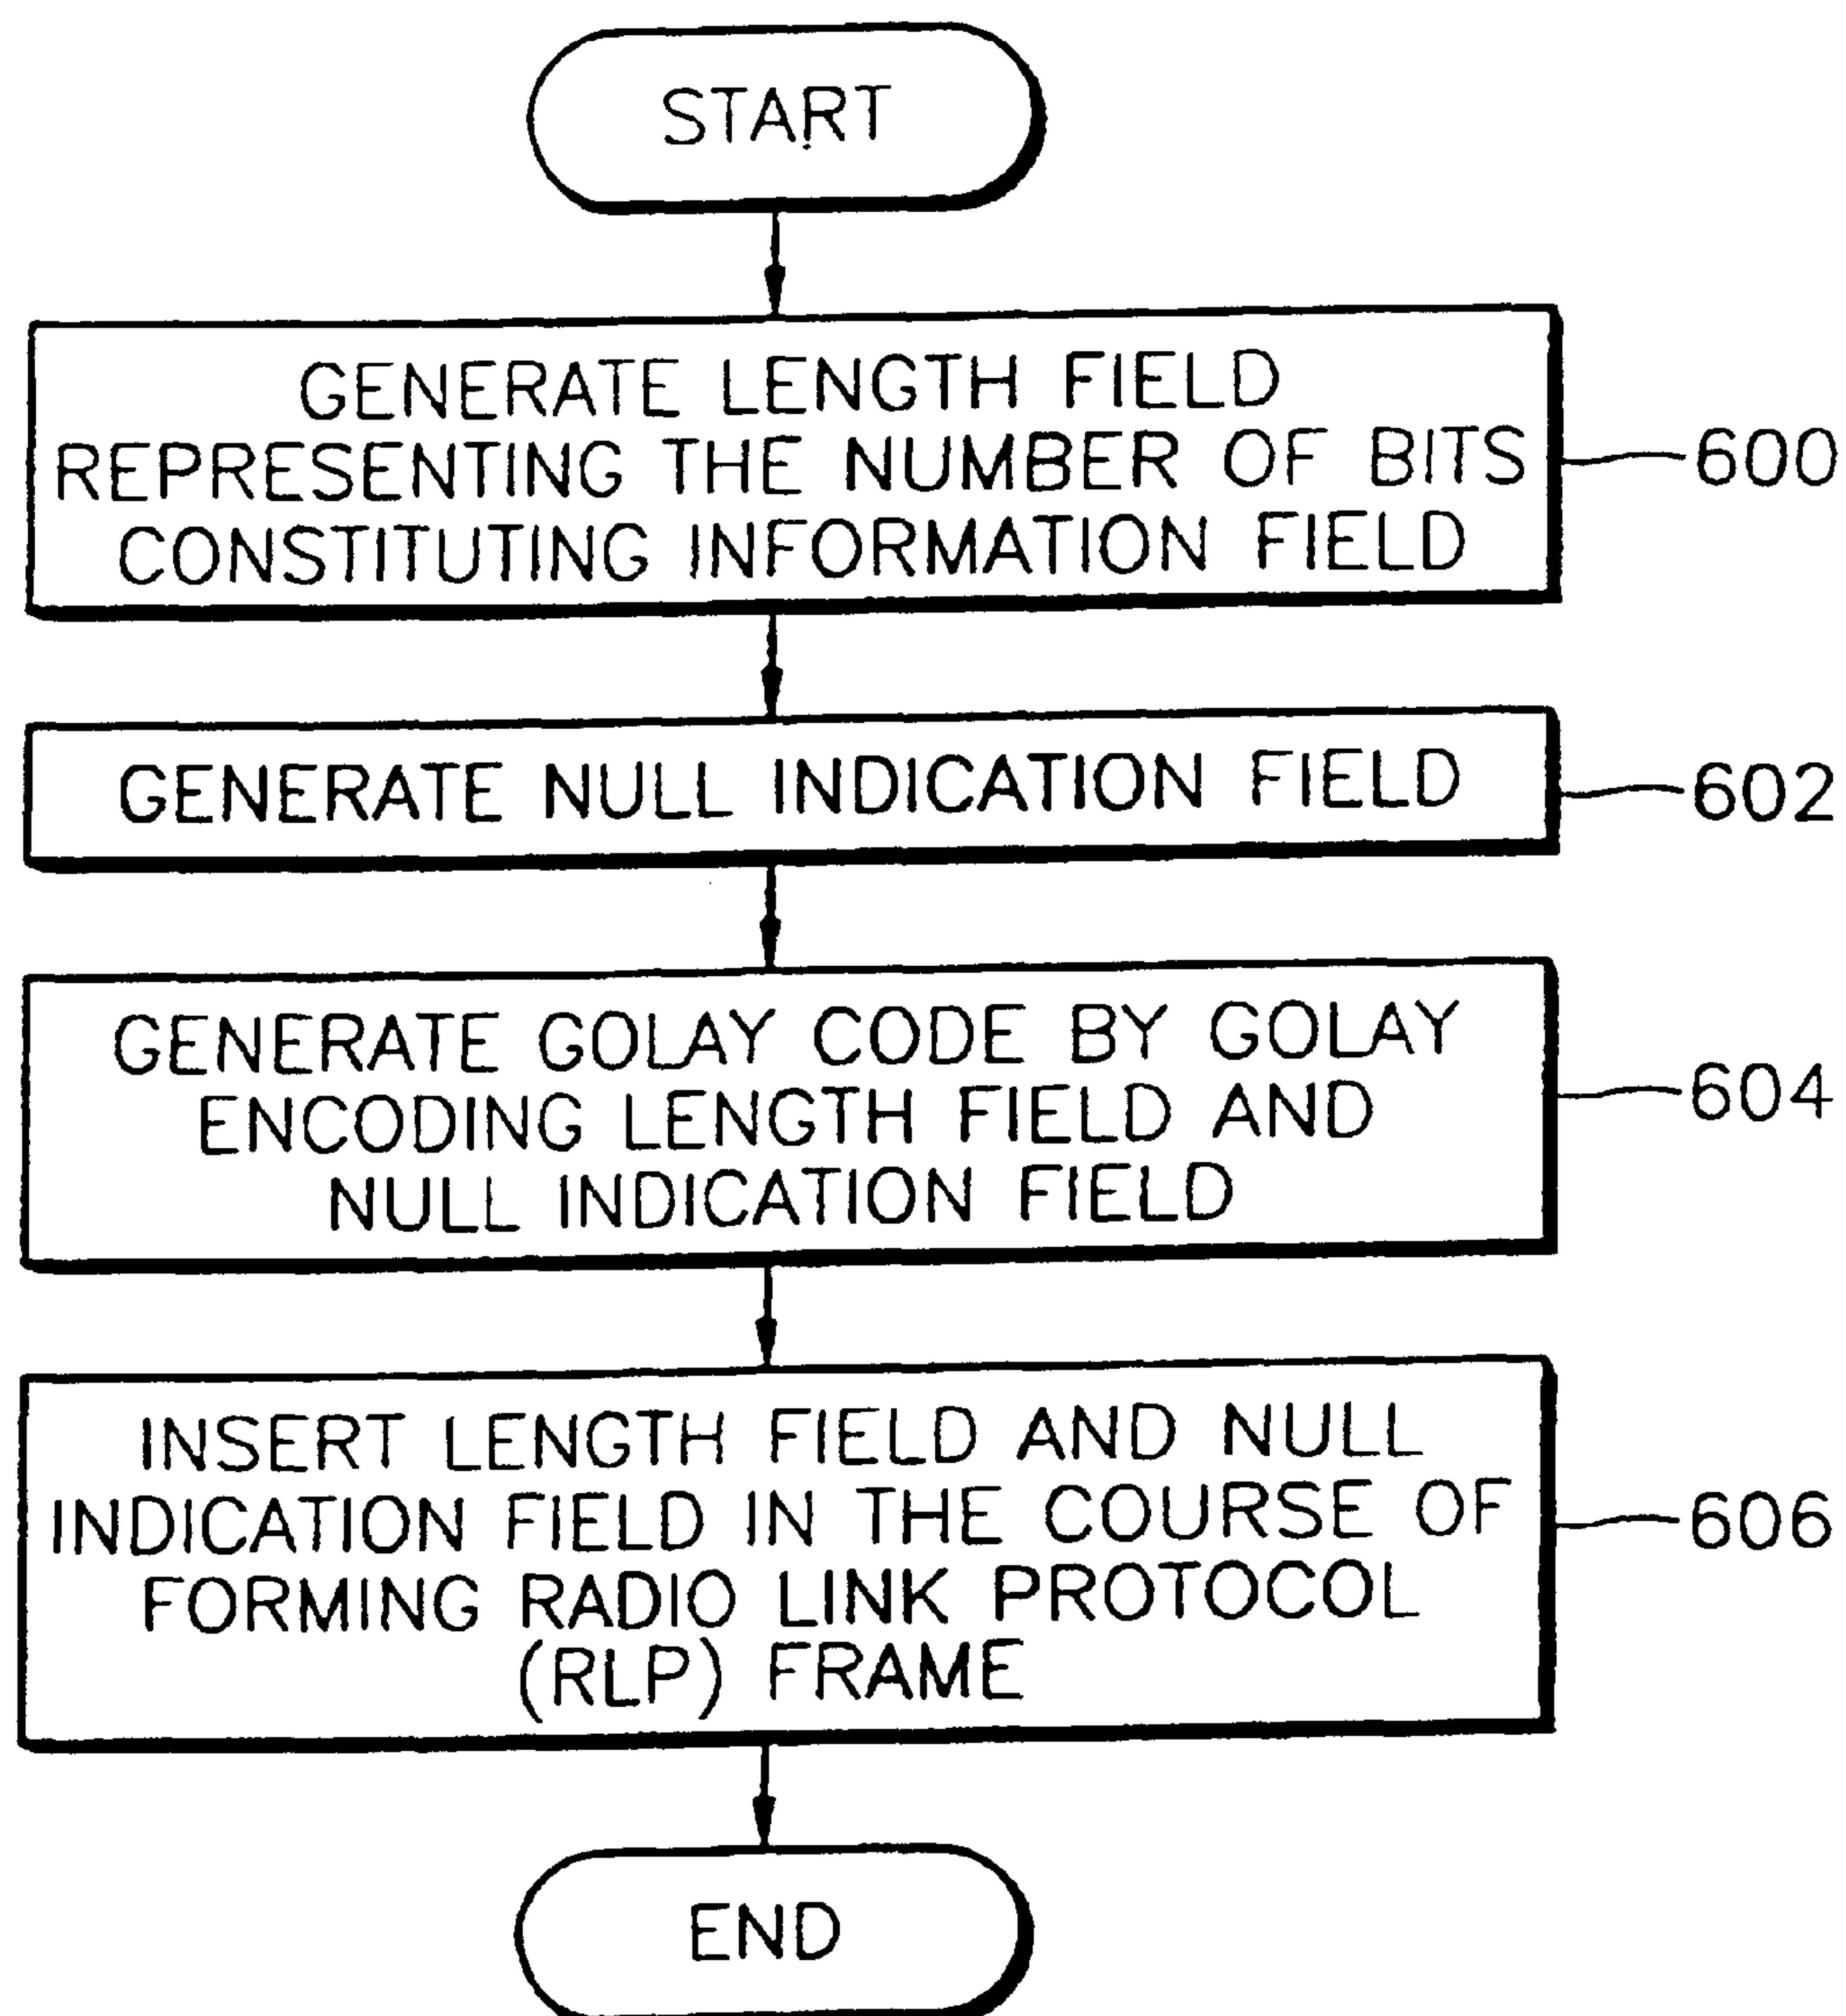 START
GENERATE LENGTH FIELD
REPRESENTING THE NUMBER OF BITS
CONSTITUTING INFORMATION FIELD
600
GENERATE NULL INDICATION FIELD
602
GENERATE GOLAY CODE BY GOLAY
ENCODING LENGTH FIELD AND
NULL INDICATION FIELD
604
INSERT LENGTH FIELD AND NULL
INDICATION FIELD IN THE COURSE OF
FORMING RADIO LINK PROTOCOL
(RLP) FRAME
606
END